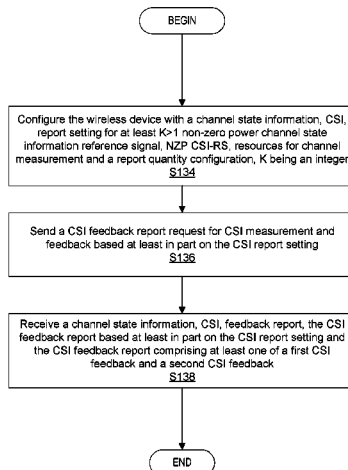 BEGIN
Configure the wireless device with a channel state information, CSI,
report setting for at least K>1 non-zero power channel state
information reference signal, NZP CSI-RS, resources for channel
measurement and a report quantity configuration, K being an integer
S134
Send a CSI feedback report request for CSI measurement and
feedback based at least in part on the CSI report setting
S136
Receive a channel state information, CSI, feedback report, the CSI
feedback report based at least in part on the CSI report setting and
the CSI feedback report comprising at least one of a first CSI
feedback and a second CSI feedback
S138
END